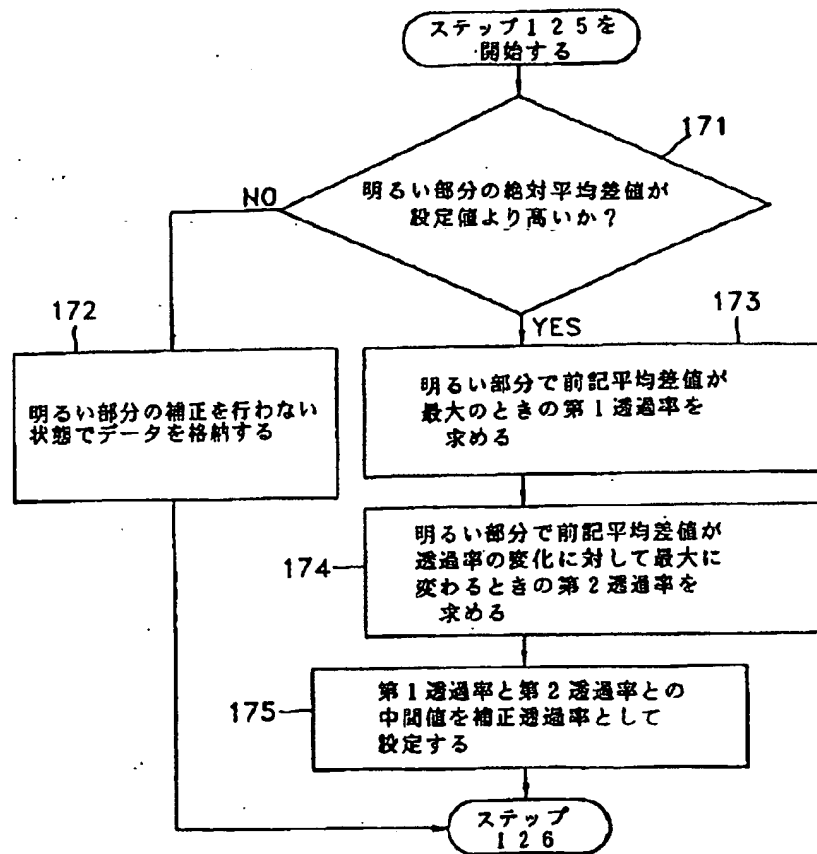 ステップ125を
開始する
171
明るい部分の絶対平均差値が
設定値より高いか?
NO
YES
172
明るい部分の補正を行わない
状態でデータを格納する
173
明るい部分で前記平均差値が
最大のときの第1透過率を
求める
174
明るい部分で前記平均差値が
透過率の変化に対して最大に
変わるときの第2透過率を
求める
175
第1透過率と第2透過率との
中間値を補正透過率として
設定する
ステップ
126